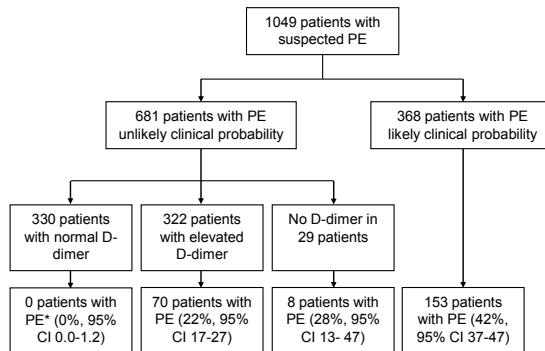 1049 patients with
suspected PE
681 patients with PE
unlikely clinical probability
368 patients with PE
likely clinical probability
330 patients
with normal D-
dimer
322 patients
with elevated
D-dimer
No D-dimer in
29 patients
0 patients with
PE* (0%, 95%
CI 0.0-1.2)
70 patients with
PE (22%, 95%
CI 17-27)
8 patients with
PE (28%, 95%
CI 13- 47)
153 patients
with PE (42%,
95% CI 37-47)